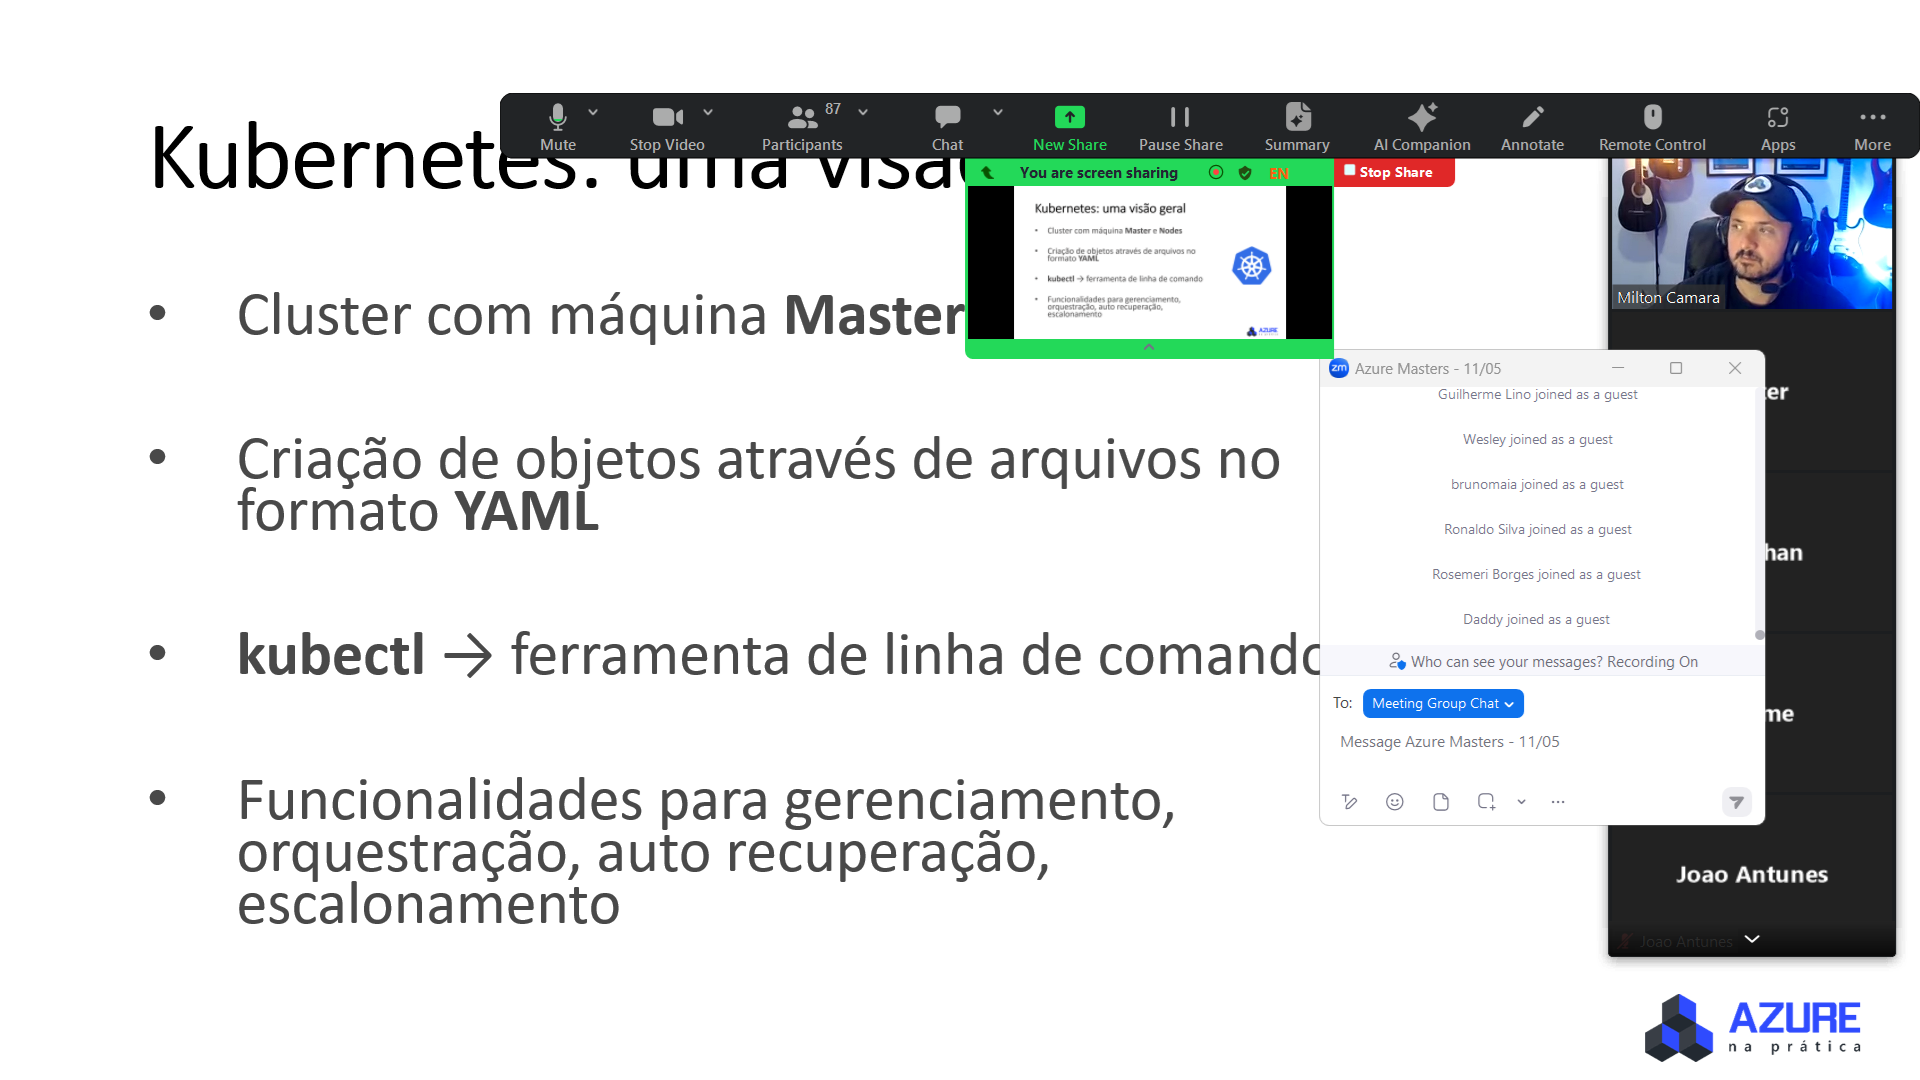 Mute
Stop Video
Participants
87
Chat
New Share
Pause Share
Summary
AI Companion
Annotate
Remote Control
Apps
More
Kubernetes: uma visão
You are screen sharing
EN
Stop Share
Kubernetes: uma visão geral
• Cluster com máquina Master e Nodes
• Criação de objetos através de arquivos no
formato YAML
• kubectl → ferramenta de linha de comando
• Funcionalidades para gerenciamento,
orquestração, auto recuperação,
escalonamento
AZURE
Milton Camara
• Cluster com máquina Master
• Criação de objetos através de arquivos no
formato YAML
• kubectl → ferramenta de linha de comando
• Funcionalidades para gerenciamento,
orquestração, auto recuperação,
escalonamento
zm Azure Masters - 11/05
Guilherme Lino joined as a guest
Wesley joined as a guest
brunomaia joined as a guest
Ronaldo Silva joined as a guest
Rosemeri Borges joined as a guest
Daddy joined as a guest
Who can see your messages? Recording On
To: Meeting Group Chat
Message Azure Masters - 11/05
er
han
me
Joao Antunes
Joao Antunes
AZURE
na prática